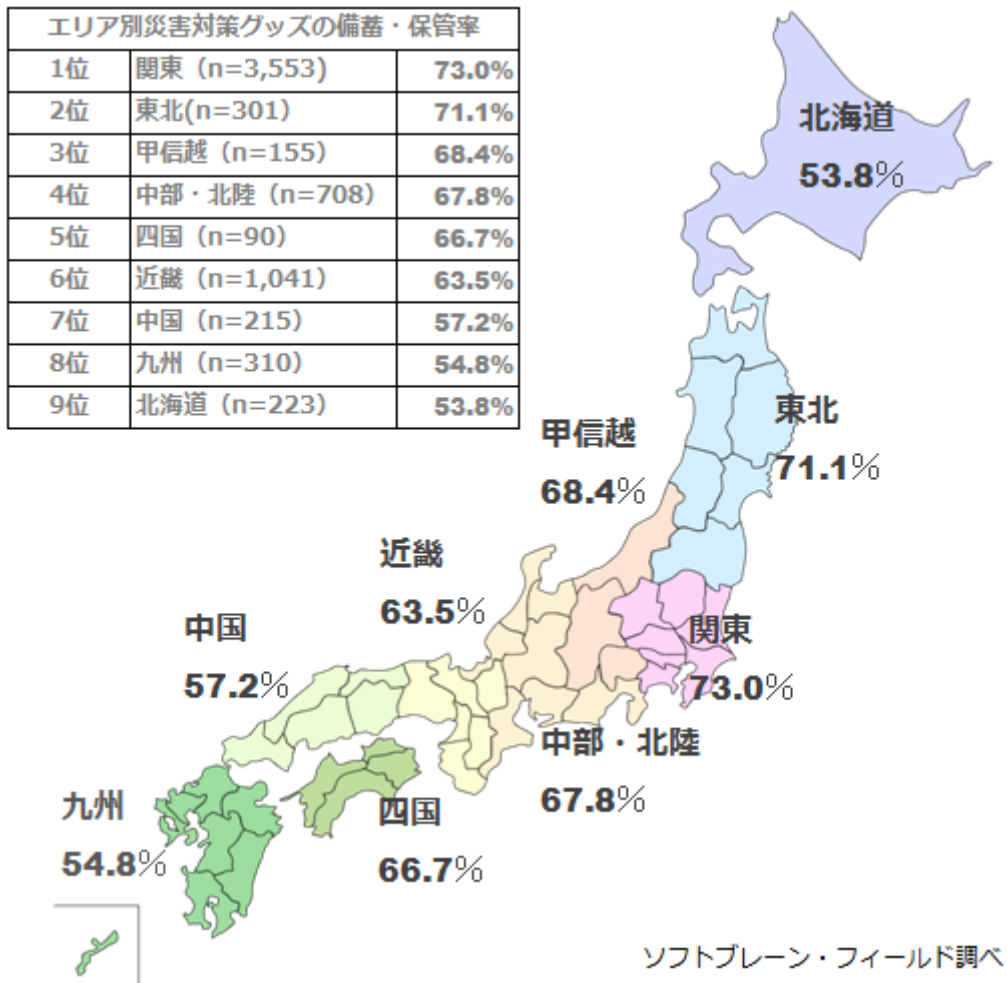 エリア別災害対策グッズの備蓄・保管率
1位 関東（n=3,553) 73.0%
2位 東北(n=301) 71.1%
3位 甲信越（n=155） 68.4%
4位 中部・北陸（n=708） 67.8%
5位 四国（n=90） 66.7%
6位 近畿（n=1,041） 63.5%
7位 中国（n=215） 57.2%
8位 九州（n=310） 54.8%
9位 北海道（n=223） 53.8%
北海道
53.8％
東北
71.1％
甲信越
68.4％
近畿
63.5％
中国
57.2％
関東
73.0％
中部・北陸
67.8％
四国
66.7％
九州
54.8％
ソフトブレーン・フィールド調べ